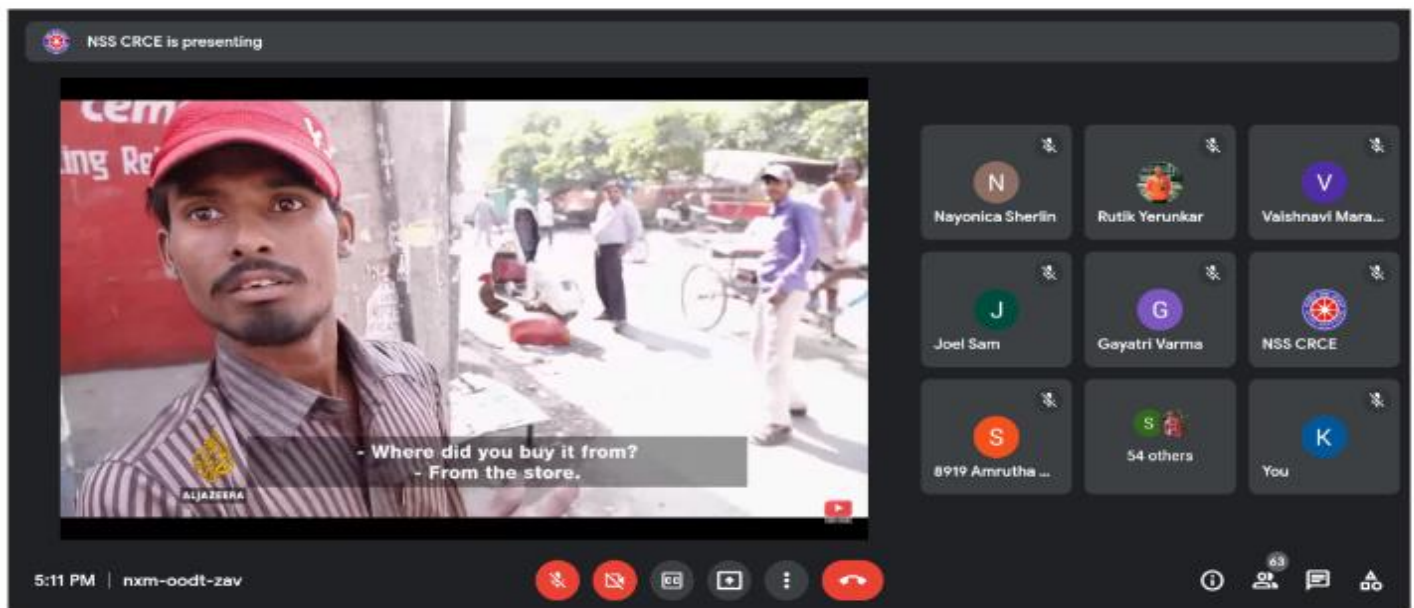 NSS CRCE is presenting
cem
ing Re
- Where did you buy it from?
- From the store.
ALJAZEERA
N
Nayonica Sherlin
Rutik Yerunkar
V
Vaishnavi Mara...
J
Joel Sam
G
Gayatri Varma
NSS CRCE
S
8919 Amrutha ...
S
54 others
K
You
5:11 PM | nxm-oodt-zav
CC
63